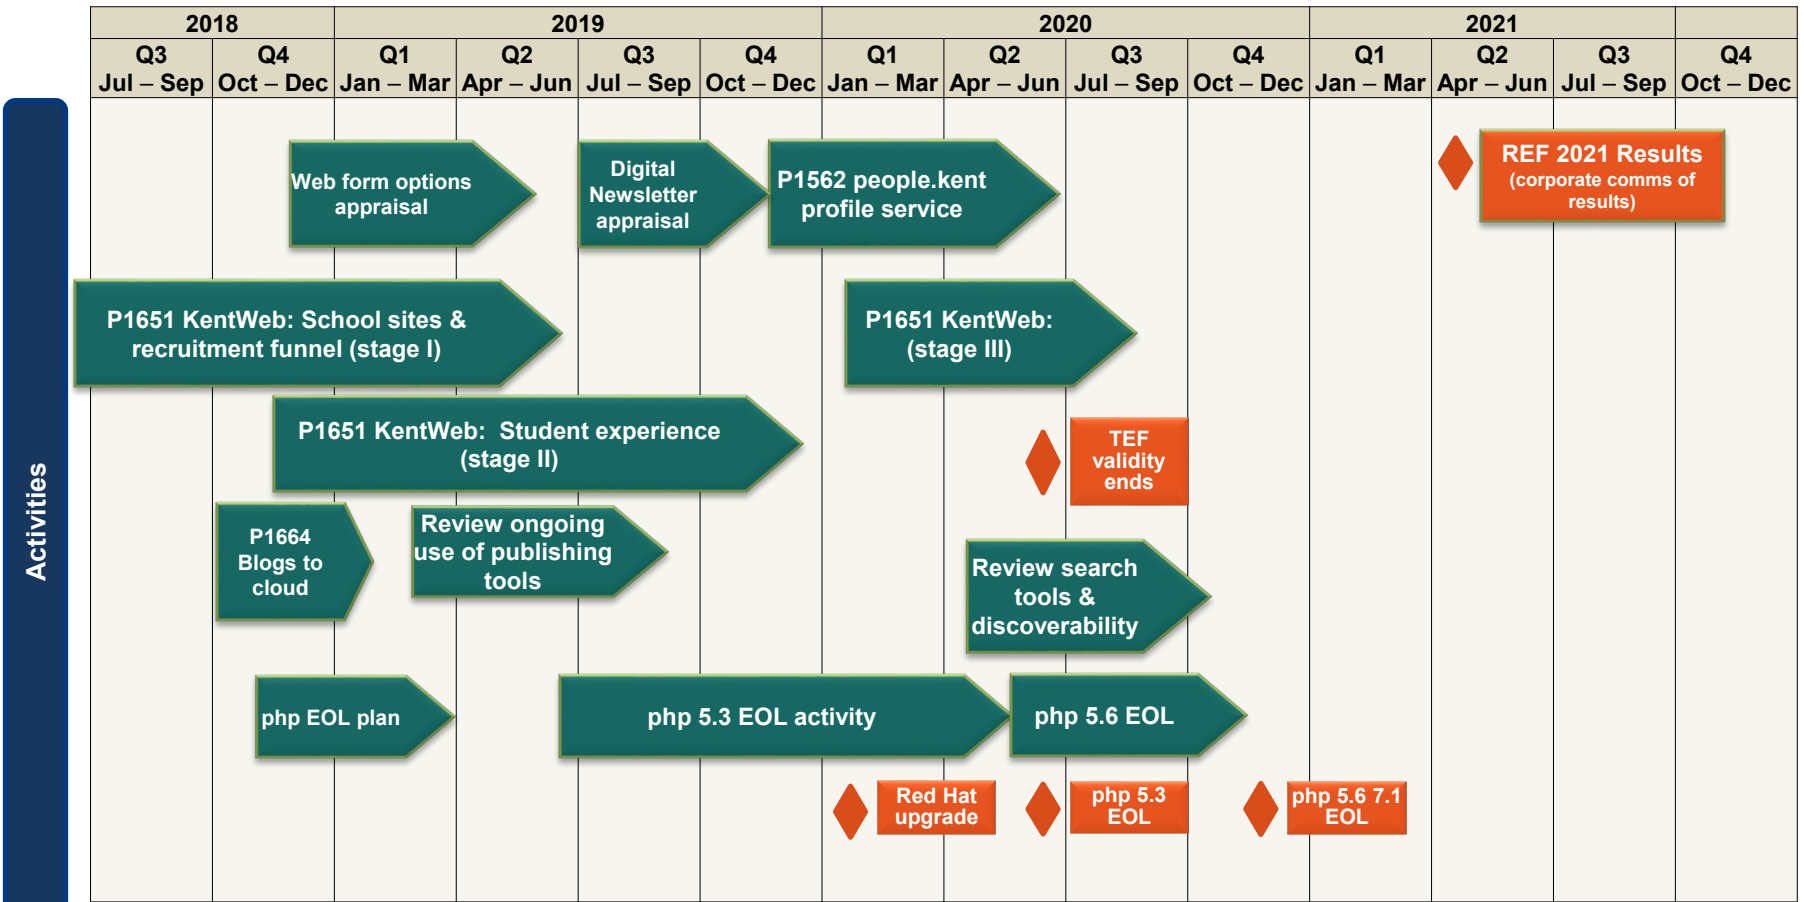 2018 2019 2020 2021
Q3 Q4 Q1 Q2 Q3 Q4 Q1 Q2 Q3 Q4 Q1 Q2 Q3 Q4
Jul – Sep Oct – Dec Jan – Mar Apr – Jun Jul – Sep Oct – Dec Jan – Mar Apr – Jun Jul – Sep Oct – Dec Jan – Mar Apr – Jun Jul – Sep Oct – Dec
Activities
Web form options
appraisal
Digital
Newsletter
appraisal
P1562 people.kent
profile service
REF 2021 Results
(corporate comms of
results)
P1651 KentWeb: School sites &
recruitment funnel (stage I)
P1651 KentWeb:
(stage III)
P1651 KentWeb:  Student experience
(stage II)
TEF
validity
ends
P1664
Blogs to
cloud
Review ongoing
use of publishing
tools
Review search
tools &
discoverability
php EOL plan
php 5.3 EOL activity
php 5.6 EOL
Red Hat
upgrade
php 5.3
EOL
php 5.6 7.1
EOL